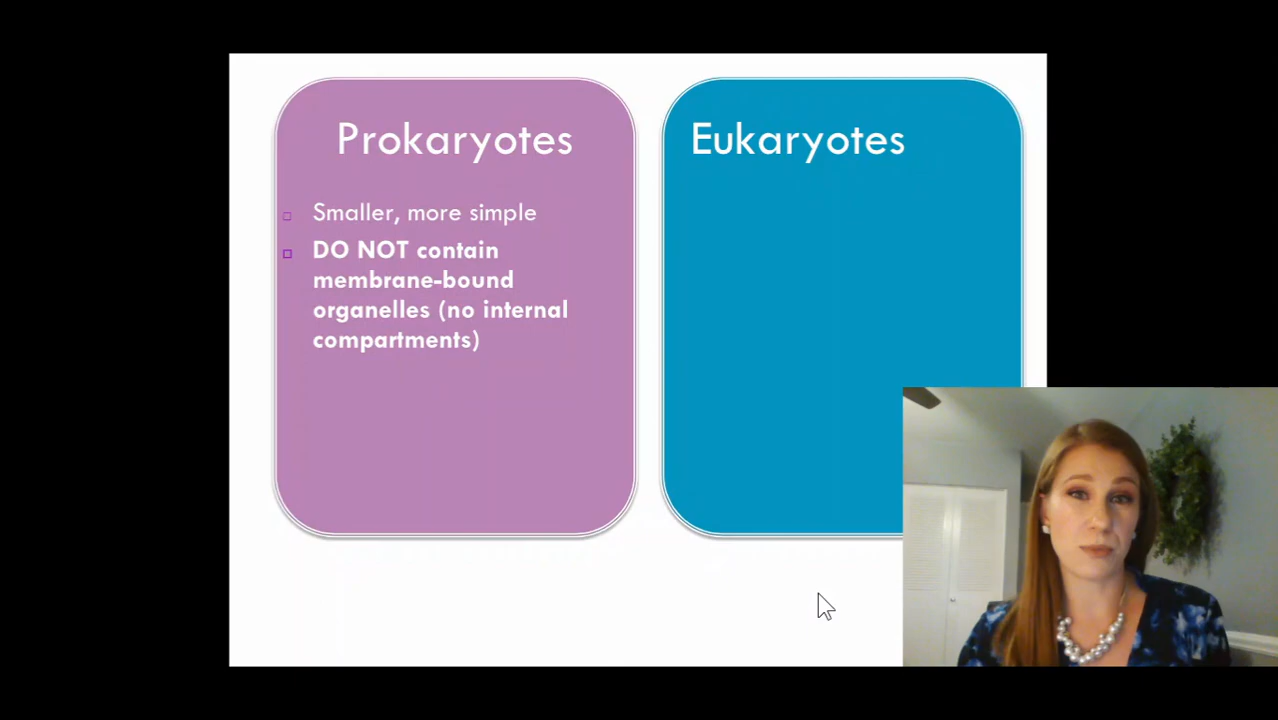 Prokaryotes
Smaller, more simple
DO NOT contain
membrane-bound
organelles (no internal
compartments)
Eukaryotes